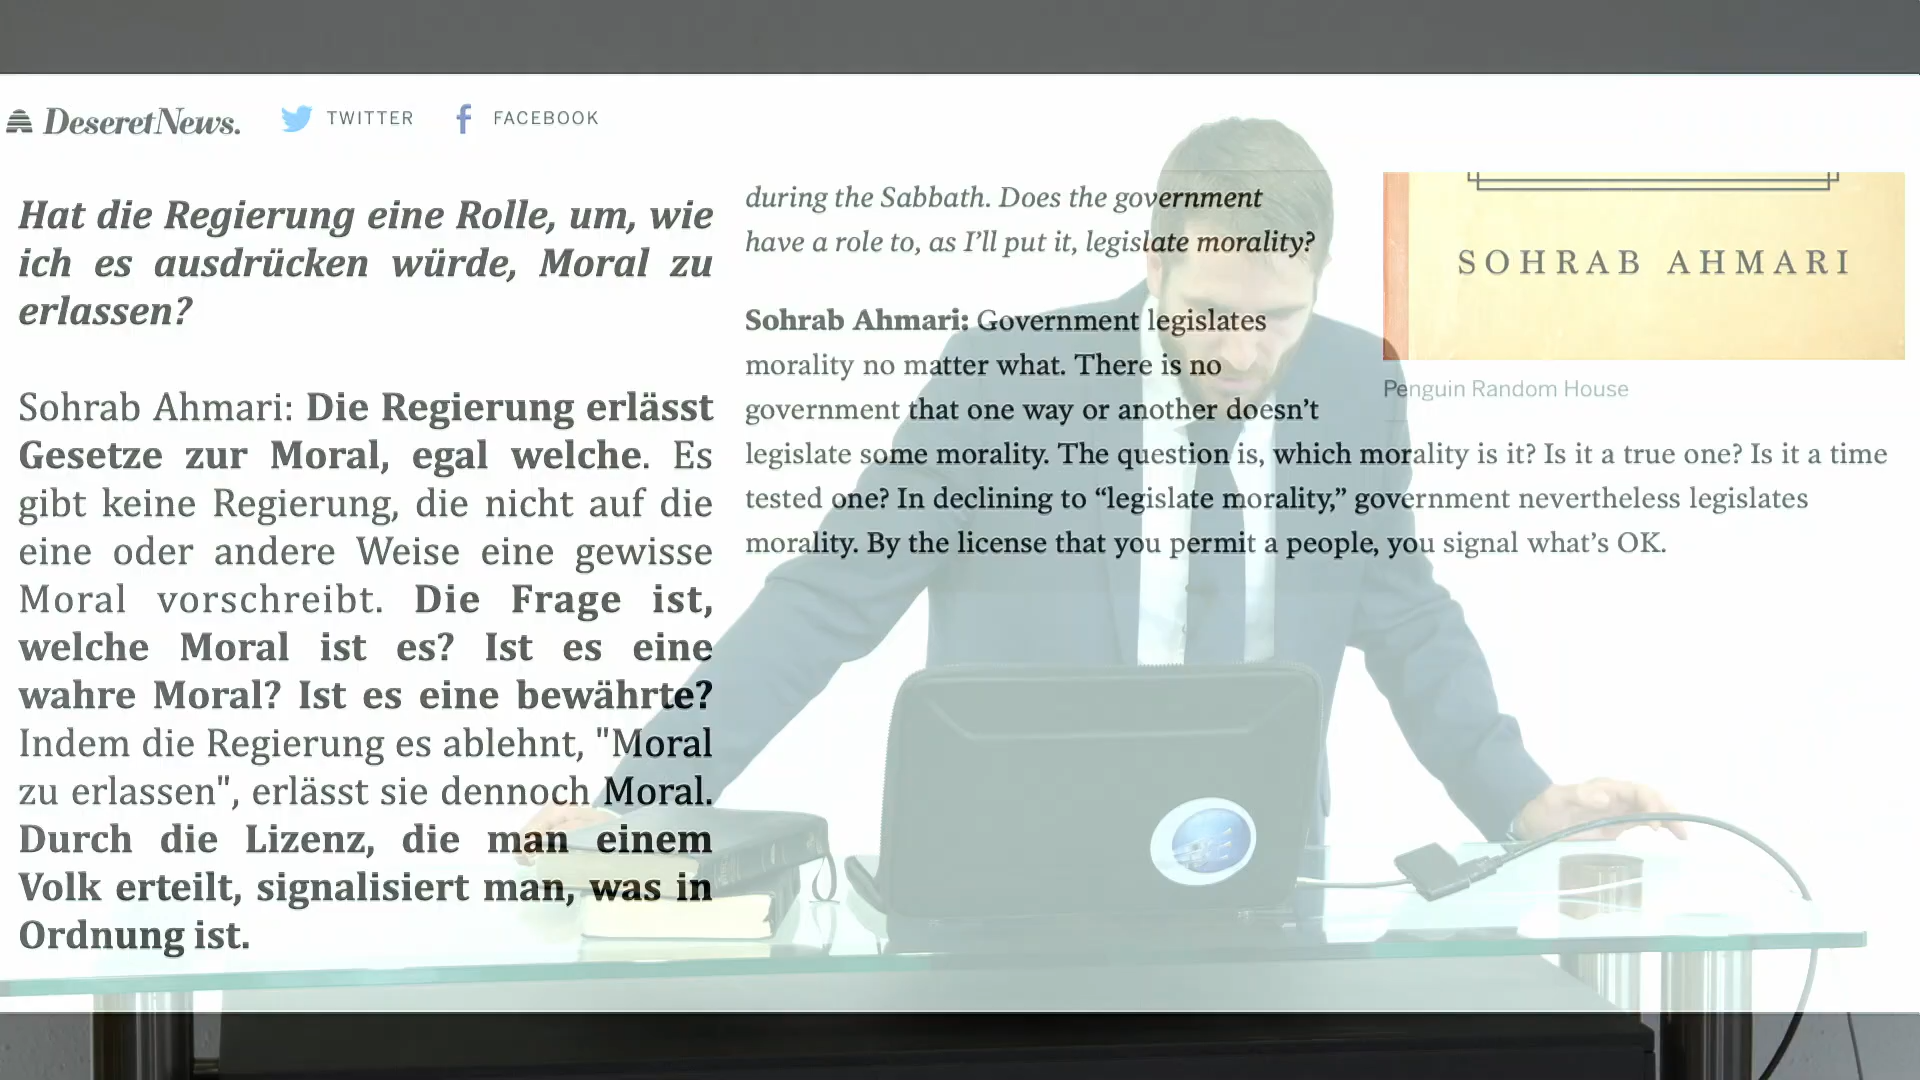 DeseretNews.
TWITTER
FACEBOOK
Hat die Regierung eine Rolle, um, wie
ich es ausdrücken würde, Moral zu
erlassen?
Sohrab Ahmari: Die Regierung erlässt
Gesetze zur Moral, egal welche. Es
gibt keine Regierung, die nicht auf die
eine oder andere Weise eine gewisse
Moral vorschreibt. Die Frage ist,
welche Moral ist es? Ist es eine
wahre Moral? Ist es eine bewährte?
Indem die Regierung es ablehnt, "Moral
zu erlassen", erlässt sie dennoch Moral.
Durch die Lizenz, die man einem
Volk erteilt, signalisiert man, was in
Ordnung ist.
during the Sabbath. Does the government
have a role to, as I’ll put it, legislate morality?
Sohrab Ahmari: Government legislates
morality no matter what. There is no
government that one way or another doesn’t
legislate some morality. The question is, which morality is it? Is it a true one? Is it a time
tested one? In declining to “legislate morality,” government nevertheless legislates
morality. By the license that you permit a people, you signal what’s OK.
SOHRAB AHMARI
Penguin Random House